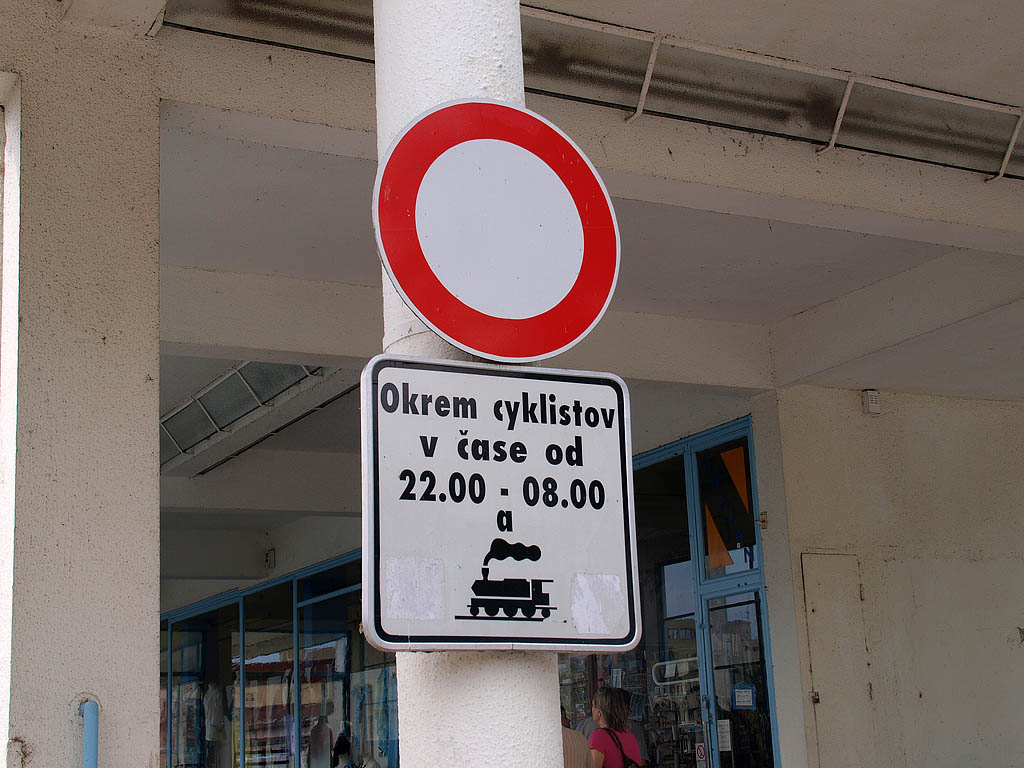 Okrem cyklistov
v čase od
22.00 - 08.00
a